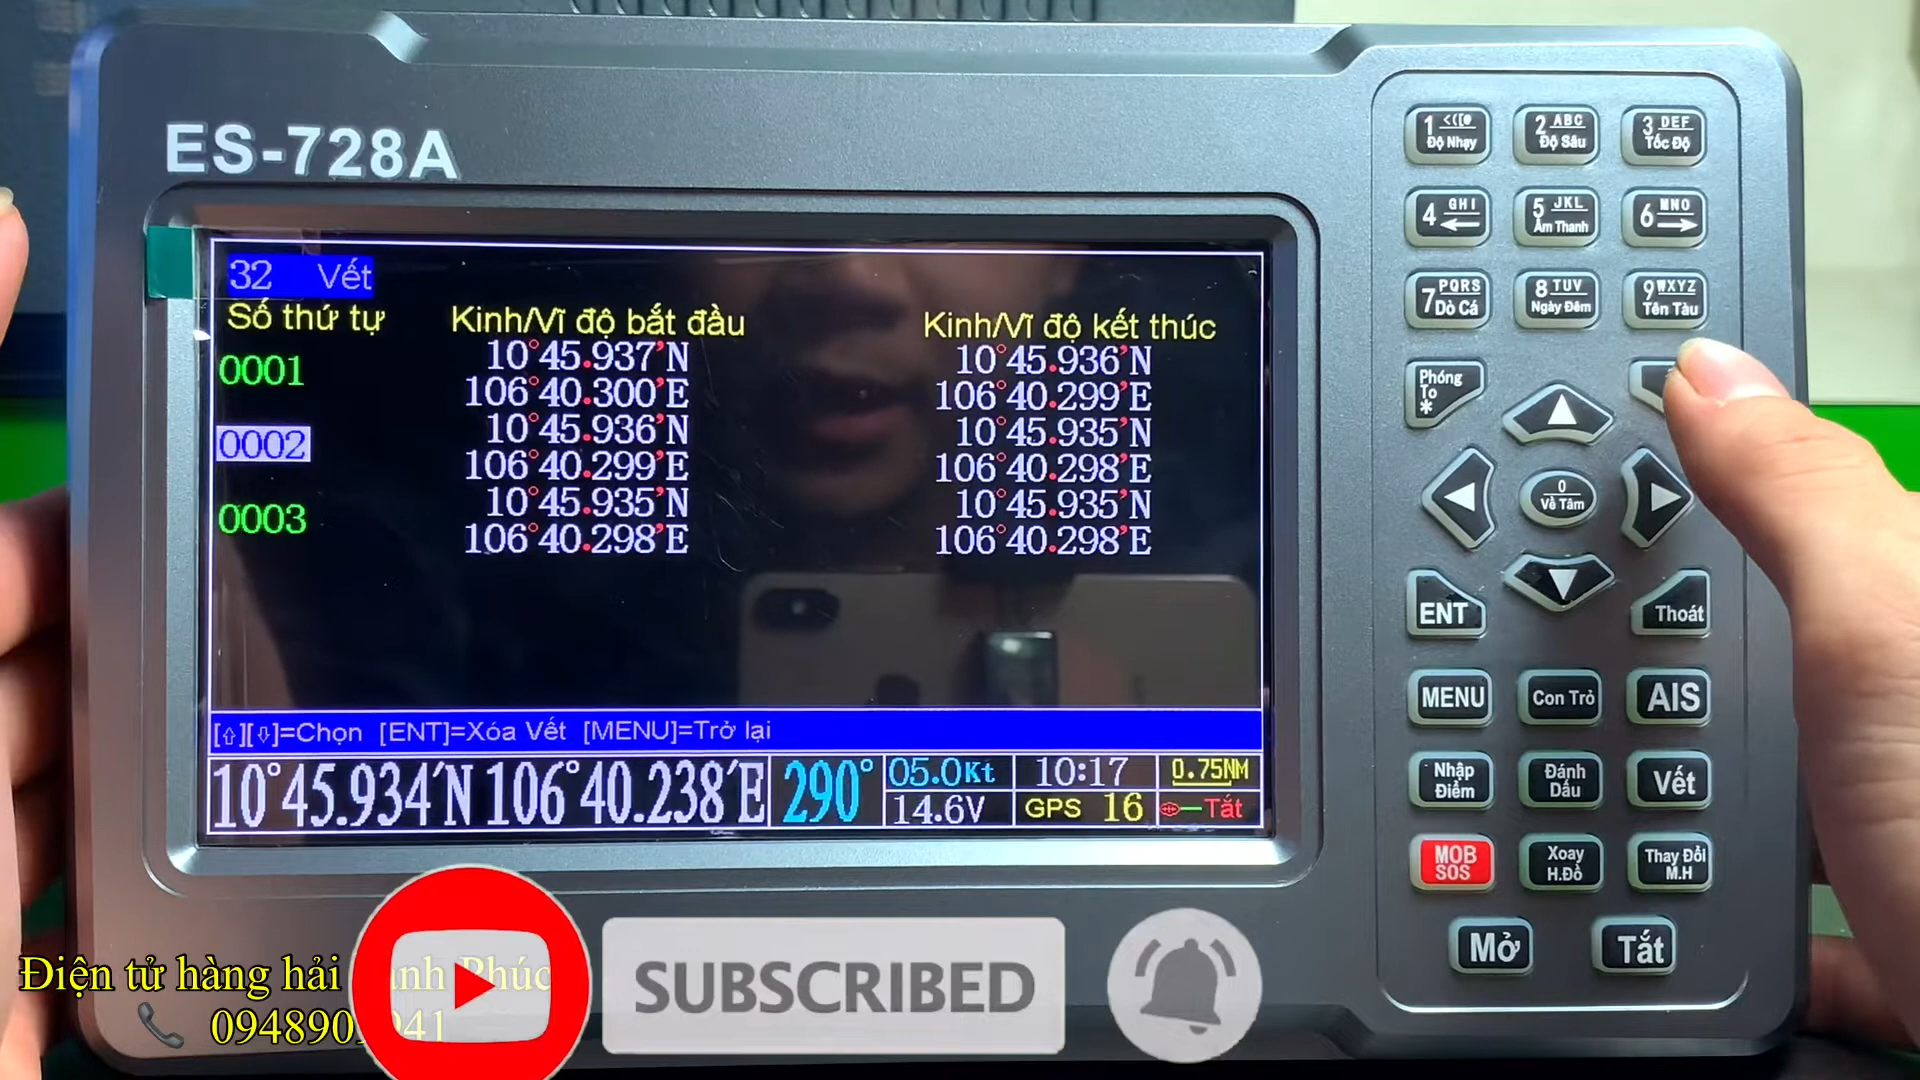 ES-728A
32 Vết
Số thứ tự Kinh/Vĩ độ bắt đầu Kinh/Vĩ độ kết thúc
0001 10°45.937'N 10°45.936'N
106°40.300'E 106°40.299'E
0002 10°45.936'N 10°45.935'N
106°40.299'E 106°40.298'E
0003 10°45.935'N 10°45.935'N
106°40.298'E 106°40.298'E
[⇧][⇩]=Chọn [ENT]=Xóa Vết [MENU]=Trở lại
10°45.934'N 106°40.238'E 290° 05.0Kt 10:17 0.75NM
14.6V GPS 16 Tắt
1 <([@ 2 ABC 3 DEF
Độ Nhạy Độ Sâu Tốc Độ
4 GHI 5 JKL 6 MNO
Âm Thanh
7 PQRS 8 TUV 9 WXYZ
Dò Cá Ngày Đêm Tên Tàu
Phóng
To
*
0
Về Tâm
ENT Thoát
MENU Con Trỏ AIS
Nhập Điểm Đánh Dấu Vết
MOB SOS Xoay H.Đồ Thay Đổi M.H
Mở Tắt
Điện tử hàng hải Phúc
SUBSCRIBED